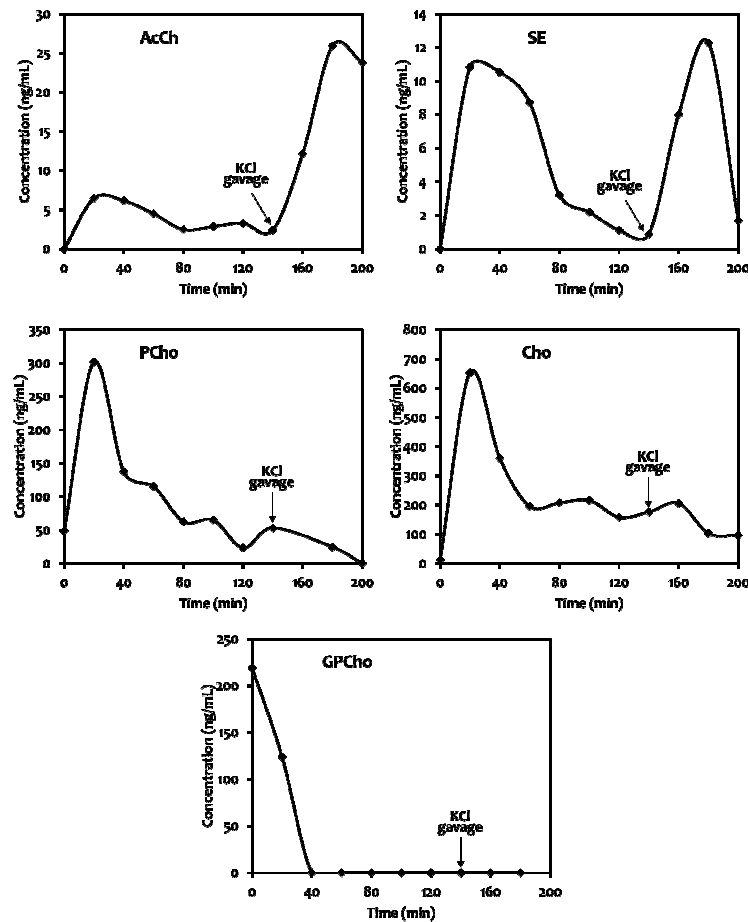 AcCh
Concentration (ng/mL)
30
25
20
15
10
5
0
KCl
gavage
0 40 80 120 160 200
Time (min)
SE
Concentration (ng/mL)
14
12
10
8
6
4
2
0
KCl
gavage
0 40 80 120 160 200
Time (min)
PCho
Concentration (ng/mL)
350
300
250
200
150
100
50
0
KCl
gavage
0 40 80 120 160 200
Time (min)
Cho
Concentration (ng/mL)
800
700
600
500
400
300
200
100
0
KCl
gavage
0 40 80 120 160 200
Time (min)
GPCho
Concentration (ng/mL)
250
200
150
100
50
0
KCl
gavage
0 40 80 120 160 200
Time (min)